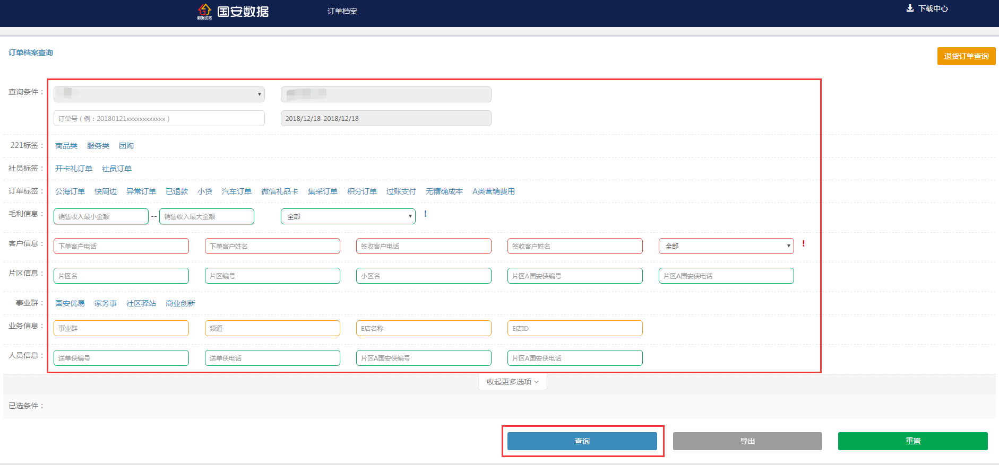 国安数据
数据动态
订单档案
下载中心
订单档案查询
退货订单查询
查询条件：
订单号（例：20180121xxxxxxxxxxxx）
2018/12/18-2018/12/18
221标签： 商品类 服务类 团购
社员标签： 开卡礼订单 社员订单
订单标签： 公海订单 快周边 异常订单 已退款 小贷 汽车订单 微信礼品卡 集采订单 积分订单 过账支付 无精确成本 A类营销费用
毛利信息： 销售收入最小金额 -- 销售收入最大金额 全部 !
客户信息： 下单客户电话 下单客户姓名 签收客户电话 签收客户姓名 全部 !
片区信息： 片区名 片区编号 小区名 片区A国安侠编号 片区A国安侠电话
事业群： 国安优易 家务事 社区驿站 商业创新
业务信息： 事业群 频道 E店名称 E店ID
人员信息： 送单侠编号 送单侠电话 片区A国安侠编号 片区A国安侠电话
收起更多选项
已选条件：
查询 导出 重置